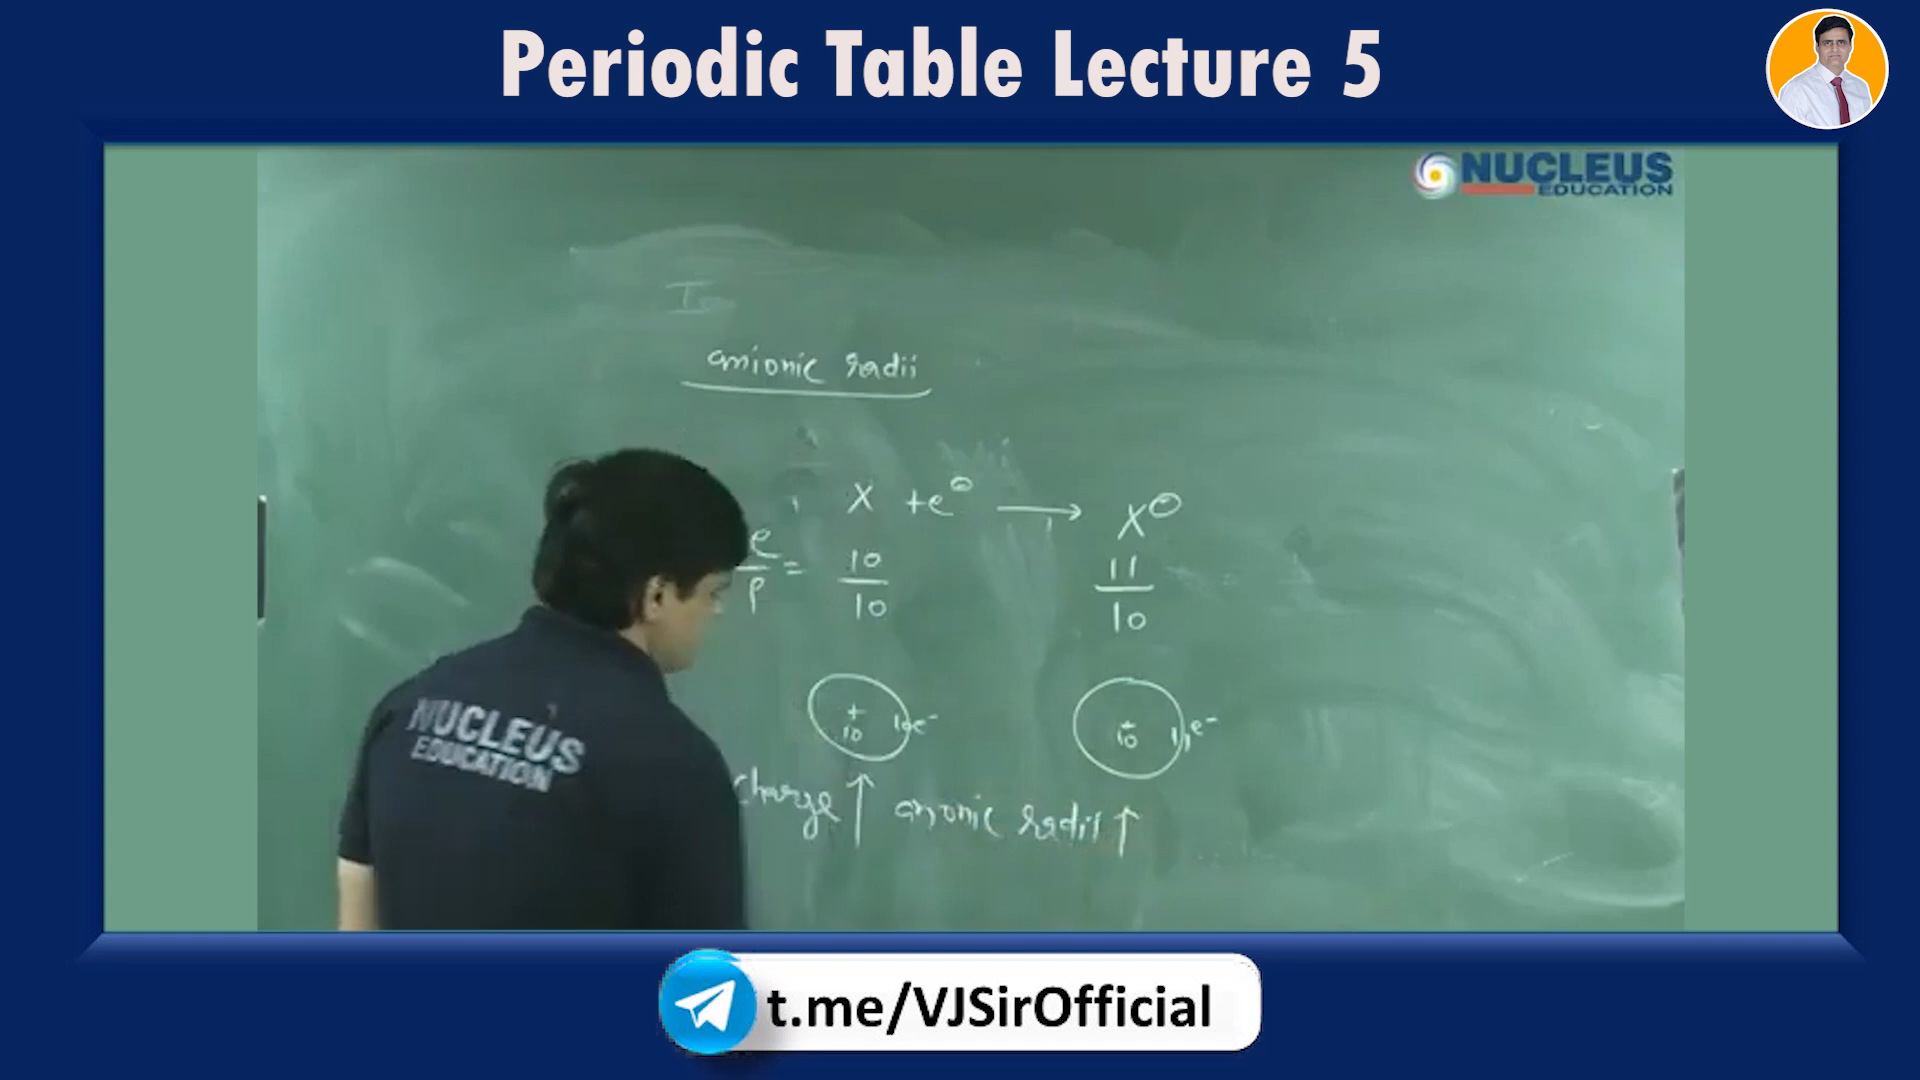 Periodic Table Lecture 5
NUCLEUS
EDUCATION
anionic radii
X + e⊖ ⟶ X⊖
e/p = 10/10 11/10
+ 10 10e- + 10 11e-
charge ↑ anionic radii ↑
NUCLEUS
EDUCATION
t.me/VJSirOfficial